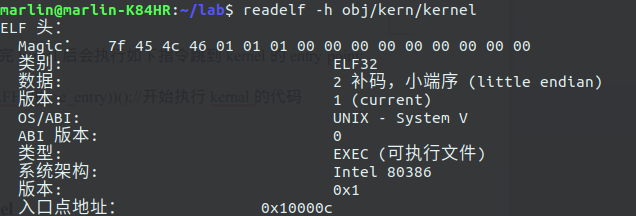 marlin@marlin-K84HR:~/lab$ readelf -h obj/kern/kernel
ELF 头：
Magic： 7f 45 4c 46 01 01 01 00 00 00 00 00 00 00 00 00
类别: ELF32
数据: 2 补码，小端序 (little endian)
版本: 1 (current)
OS/ABI: UNIX - System V
ABI 版本: 0
类型: EXEC (可执行文件)
系统架构: Intel 80386
版本: 0x1
入口点地址： 0x10000c